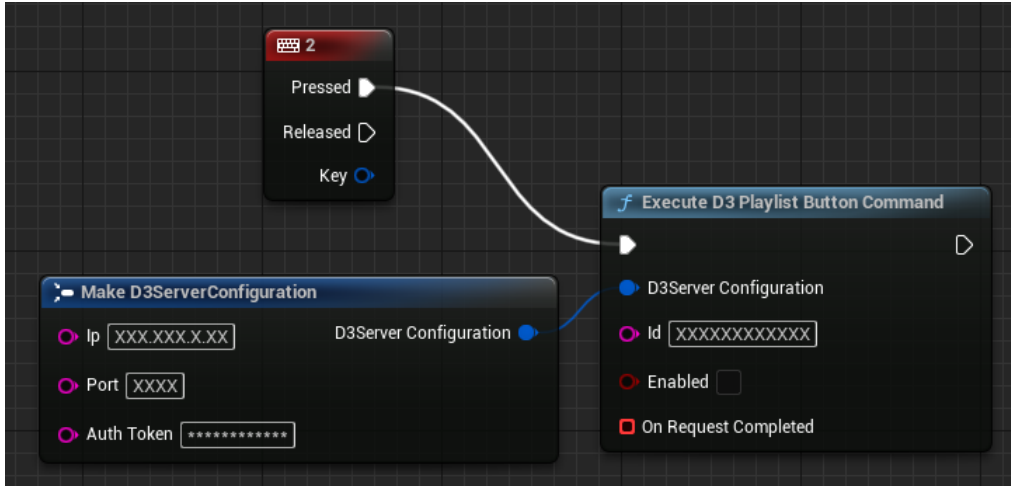 2
Pressed
Released
Key
Execute D3 Playlist Button Command
D3Server Configuration
Id XXXXXXXXXXXX
Enabled
On Request Completed
Make D3ServerConfiguration
Ip XXX.XXX.X.XX
D3Server Configuration
Port XXXX
Auth Token ************